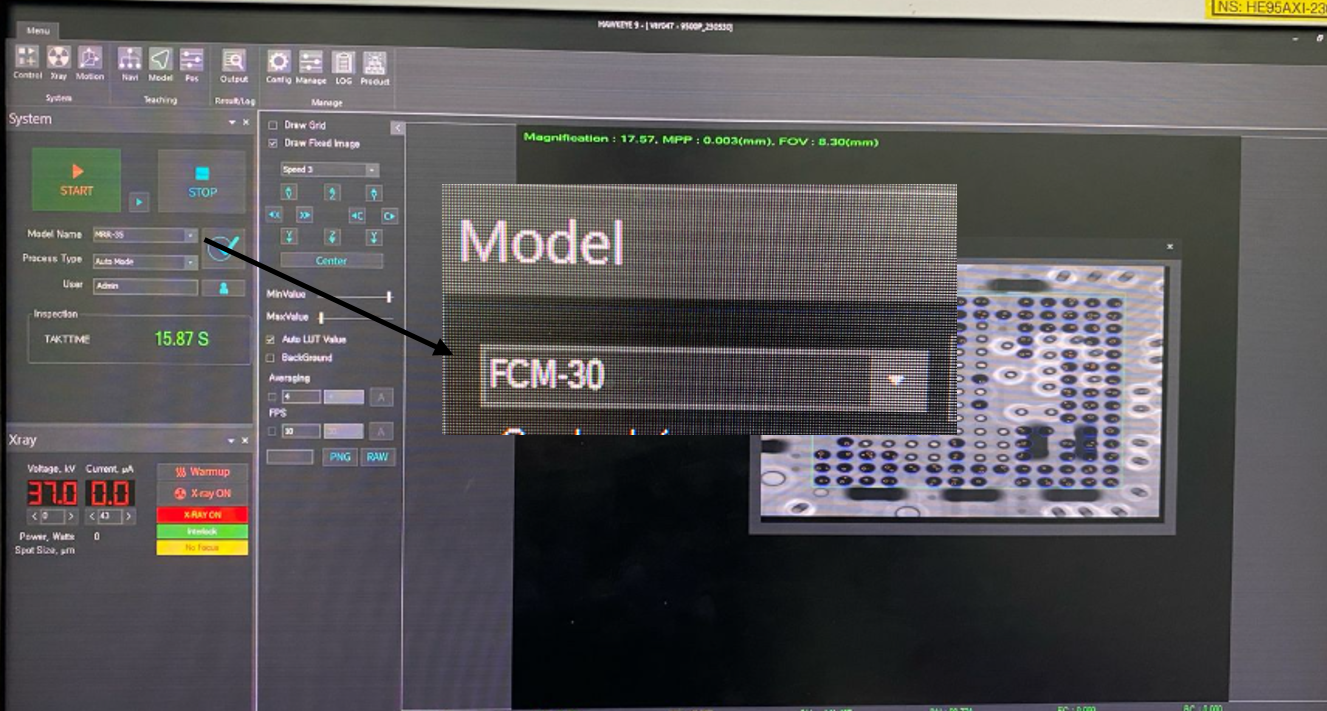 NS: HE95AXI-230
HAWKEYE 9 - [ Ver047 - 9500P_230530]
Menu
Control Xray Motion Navi Model Pos Output Config Manage LOG Product
System Teaching Result/Log Manage
System
START
STOP
Model Name MRR-35
Process Type Auto Mode
User Admin
Inspection
TAKTTIME 15.87 S
Draw Grid
Draw Fixed Image
Speed 3
Center
MinValue
MaxValue
Auto LUT Value
BackGround
Averaging
4
A
FPS
30
A
PNG RAW
Magnification : 17.57, MPP : 0.003(mm), FOV : 8.30(mm)
Model
FCM-30
Xray
Voltage, kV Current, µA
37.0 0.0
< 0 > < 43 >
Power, Watts 0
Spot Size, µm
Warmup
X-ray ON
X-RAY ON
Interlock
No Focus